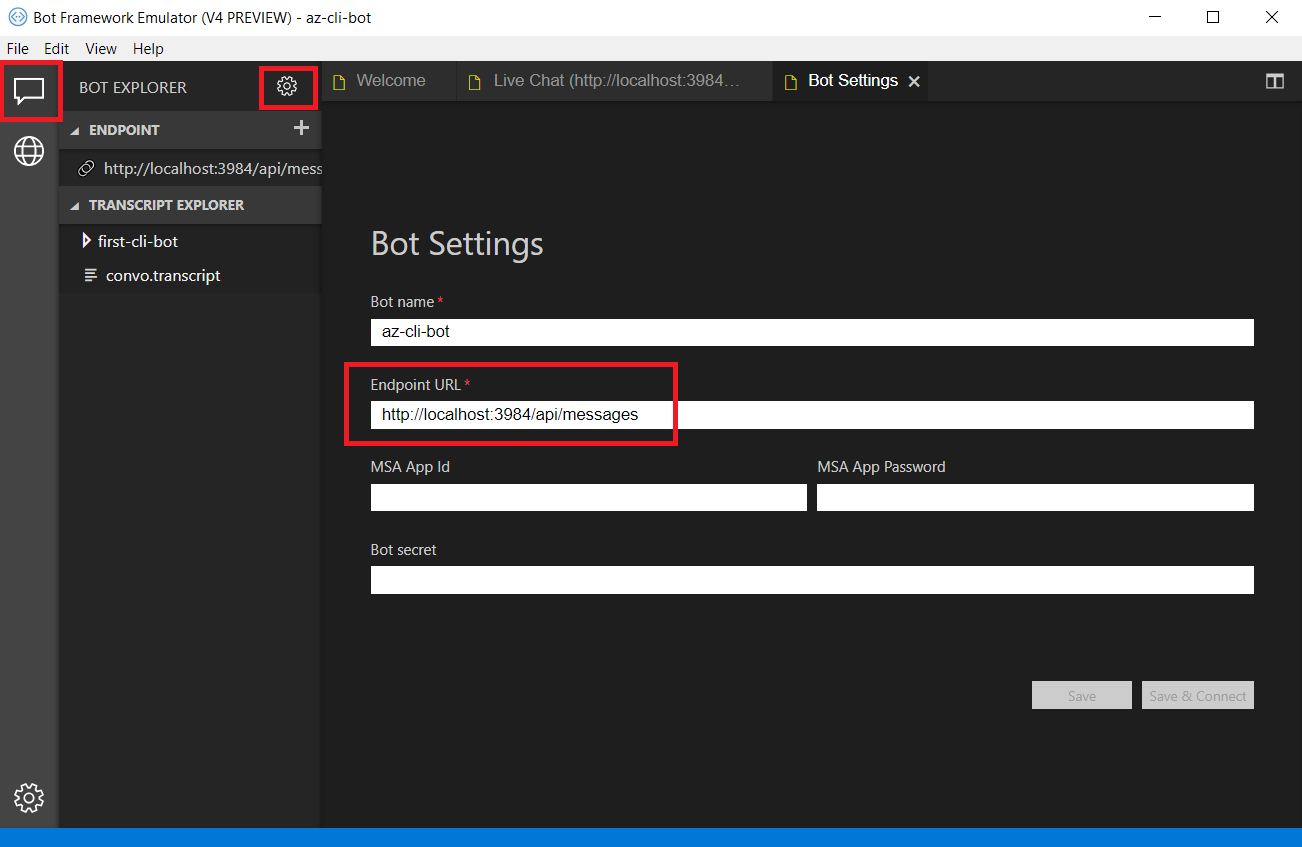 Bot Framework Emulator (V4 PREVIEW) - az-cli-bot
File Edit View Help
BOT EXPLORER
Welcome
Live Chat (http://localhost:3984...
Bot Settings
ENDPOINT
http://localhost:3984/api/mess
TRANSCRIPT EXPLORER
first-cli-bot
convo.transcript
Bot Settings
Bot name *
az-cli-bot
Endpoint URL *
http://localhost:3984/api/messages
MSA App Id
MSA App Password
Bot secret
Save
Save & Connect